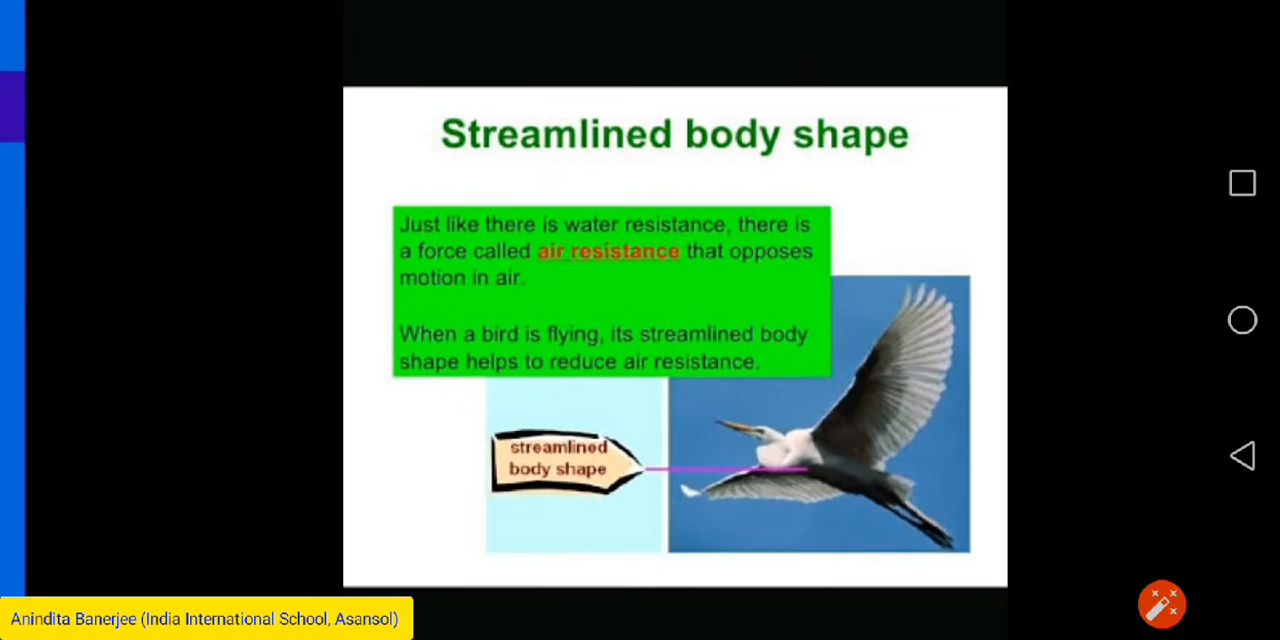 Streamlined body shape
Just like there is water resistance, there is
a force called air resistance that opposes
motion in air.
When a bird is flying, its streamlined body
shape helps to reduce air resistance.
streamlined
body shape
Anindita Banerjee (India International School, Asansol)